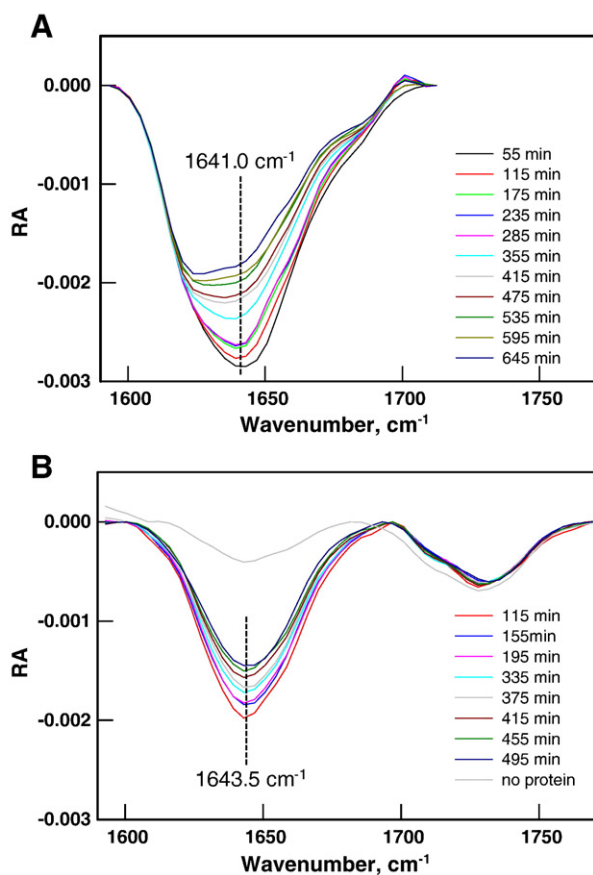 A
0.000
-0.001
-0.002
-0.003
RA
1641.0 cm-1
55 min
115 min
175 min
235 min
285 min
355 min
415 min
475 min
535 min
595 min
645 min
1600 1650 1700 1750
Wavenumber, cm-1
B
0.000
-0.001
-0.002
-0.003
RA
1643.5 cm-1
115 min
155min
195 min
335 min
375 min
415 min
455 min
495 min
no protein
1600 1650 1700 1750
Wavenumber, cm-1